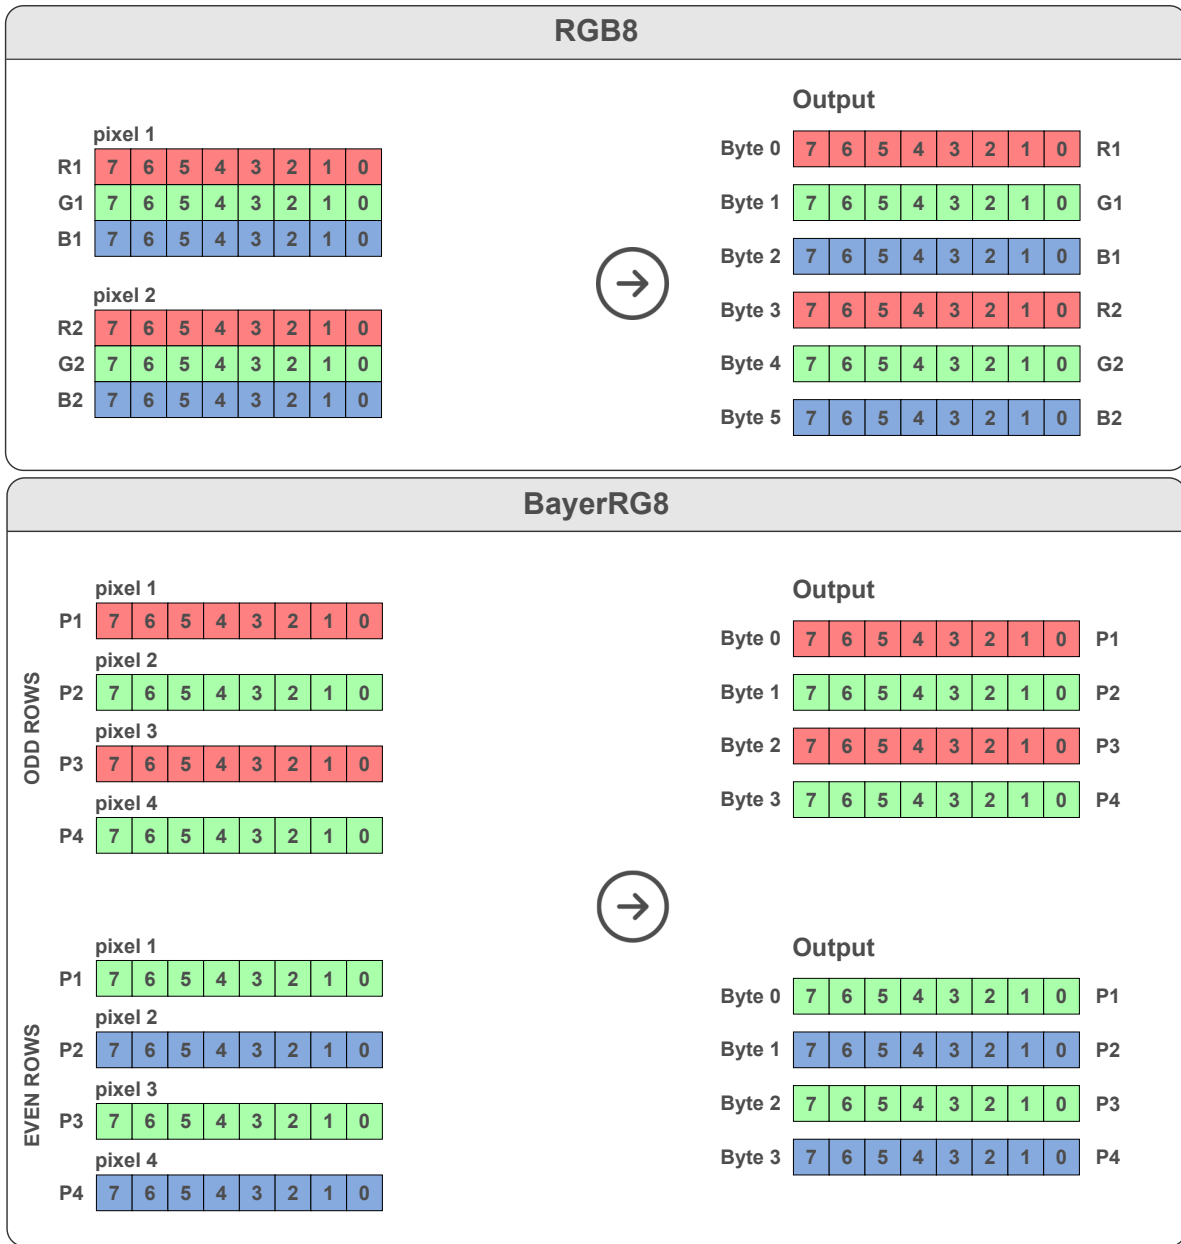 RGB8
pixel 1
R1 7 6 5 4 3 2 1 0
G1 7 6 5 4 3 2 1 0
B1 7 6 5 4 3 2 1 0
pixel 2
R2 7 6 5 4 3 2 1 0
G2 7 6 5 4 3 2 1 0
B2 7 6 5 4 3 2 1 0
Output
Byte 0 7 6 5 4 3 2 1 0 R1
Byte 1 7 6 5 4 3 2 1 0 G1
Byte 2 7 6 5 4 3 2 1 0 B1
Byte 3 7 6 5 4 3 2 1 0 R2
Byte 4 7 6 5 4 3 2 1 0 G2
Byte 5 7 6 5 4 3 2 1 0 B2
BayerRG8
ODD ROWS
pixel 1
P1 7 6 5 4 3 2 1 0
pixel 2
P2 7 6 5 4 3 2 1 0
pixel 3
P3 7 6 5 4 3 2 1 0
pixel 4
P4 7 6 5 4 3 2 1 0
Output
Byte 0 7 6 5 4 3 2 1 0 P1
Byte 1 7 6 5 4 3 2 1 0 P2
Byte 2 7 6 5 4 3 2 1 0 P3
Byte 3 7 6 5 4 3 2 1 0 P4
EVEN ROWS
pixel 1
P1 7 6 5 4 3 2 1 0
pixel 2
P2 7 6 5 4 3 2 1 0
pixel 3
P3 7 6 5 4 3 2 1 0
pixel 4
P4 7 6 5 4 3 2 1 0
Output
Byte 0 7 6 5 4 3 2 1 0 P1
Byte 1 7 6 5 4 3 2 1 0 P2
Byte 2 7 6 5 4 3 2 1 0 P3
Byte 3 7 6 5 4 3 2 1 0 P4